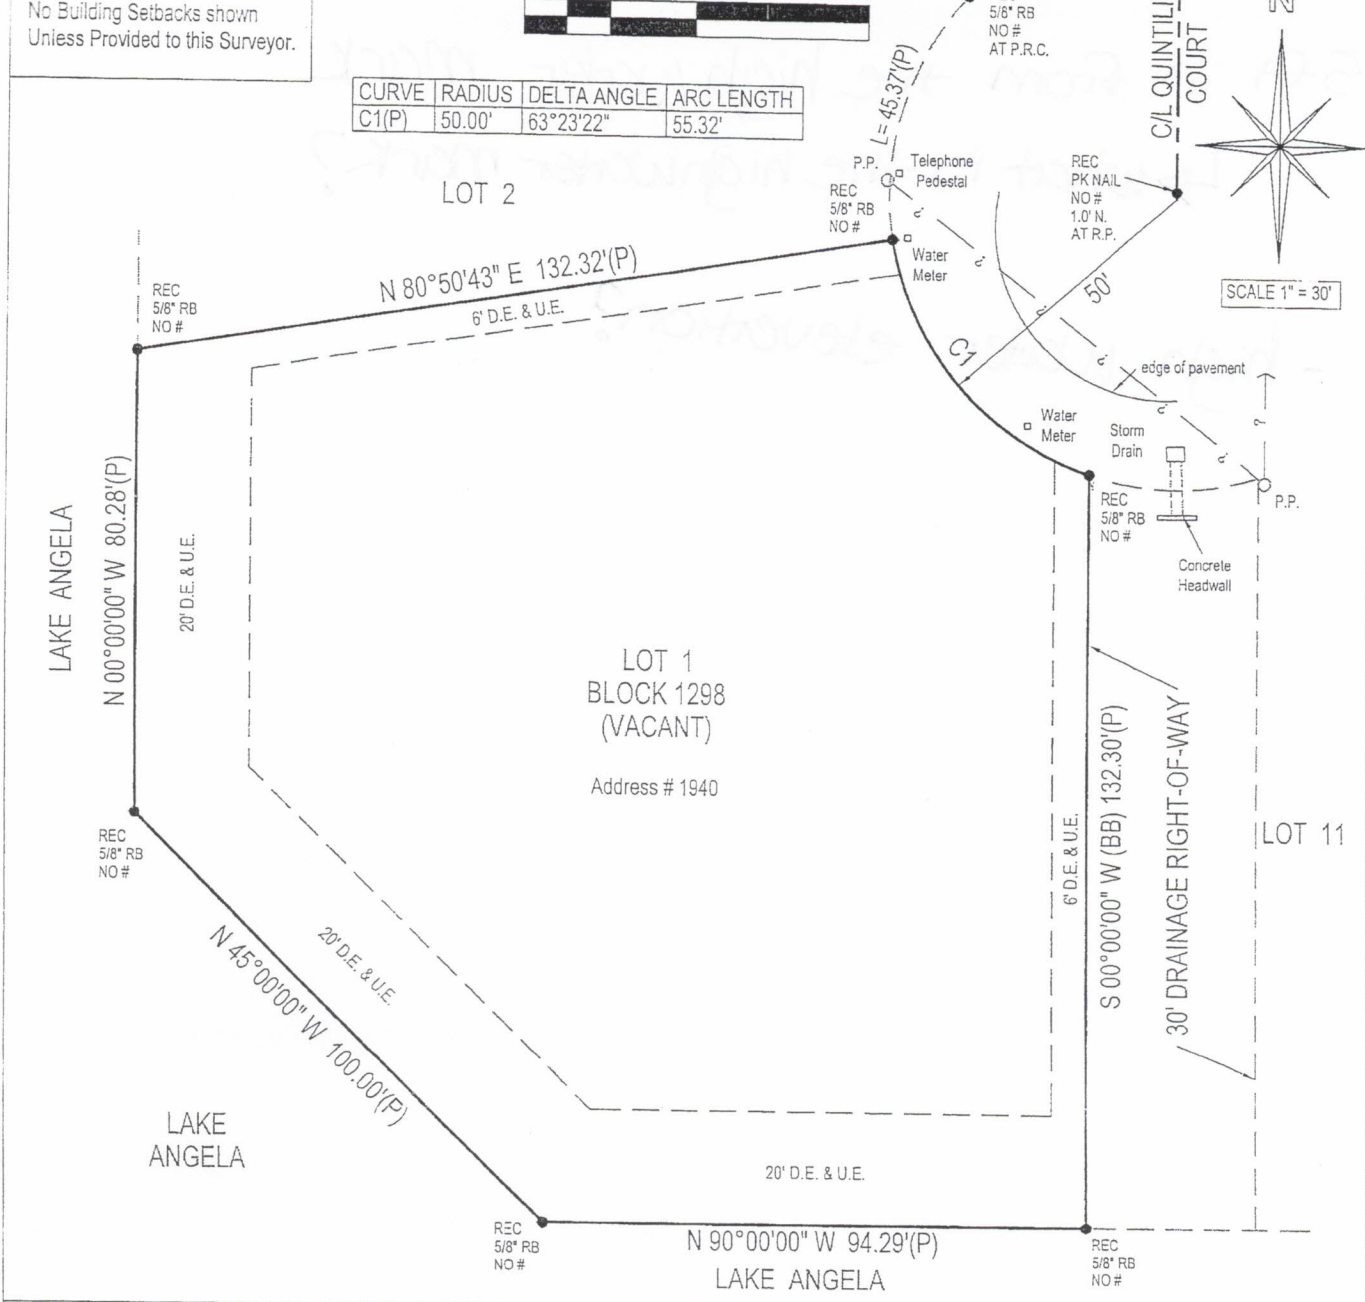 No Building Setbacks shown
Unless Provided to this Surveyor.
5/8" RB
NO #
AT P.R.C.
C/L QUNTILI
COURT
N
CURVE RADIUS DELTA ANGLE ARC LENGTH
C1(P) 50.00' 63°23'22" 55.32'
L= 45.37'(P)
P.P.
Telephone
Pedestal
REC
PK NAIL
NO #
1.0' N.
AT R.P.
LOT 2
REC
5/8" RB
NO #
Water
Meter
SCALE 1" = 30'
N 80°50'43" E 132.32'(P)
6' D.E. & U.E.
REC
5/8" RB
NO #
50'
C1
edge of pavement
Water
Meter
Storm
Drain
?
P.P.
REC
5/8" RB
NO #
Concrete
Headwall
LAKE ANGELA
N 00°00'00" W 80.28'(P)
20' D.E. & U.E.
LOT 1
BLOCK 1298
(VACANT)
Address # 1940
6' D.E. & U.E.
S 00°00'00" W (BB) 132.30'(P)
30' DRAINAGE RIGHT-OF-WAY
LOT 11
REC
5/8" RB
NO #
N 45°00'00" W 100.00'(P)
20' D.E. & U.E.
LAKE
ANGELA
20' D.E. & U.E.
REC
5/8" RB
NO #
N 90°00'00" W 94.29'(P)
LAKE ANGELA
REC
5/8" RB
NO #